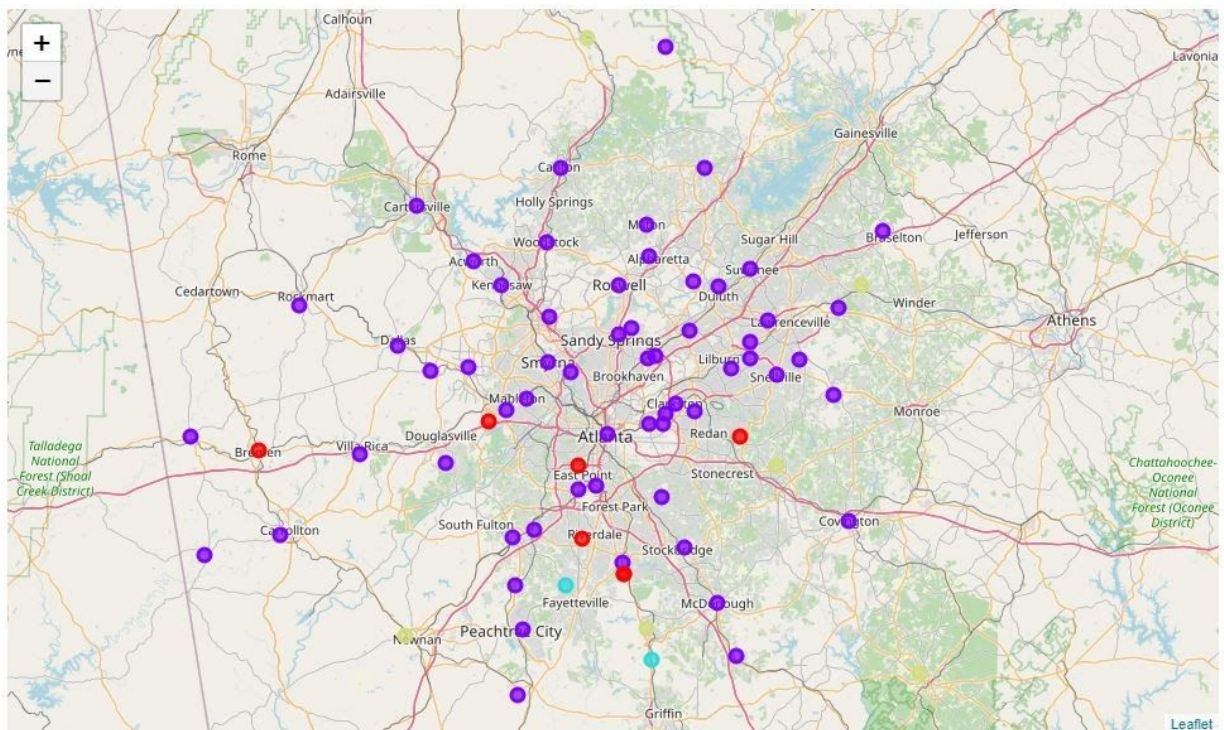 Calhoun
+
−
Lavonia
Adairsville
Gainesville
Rome
Canton
Holly Springs
Cartersville
Milton
Woodstock
Sugar Hill
Braselton
Jefferson
Acworth
Alpharetta
Suwanee
Kennesaw
Roswell
Duluth
Cedartown
Rockmart
Winder
Athens
Lawrenceville
Dallas
Sandy Springs
Smyrna
Lilburn
Brookhaven
Snellville
Mableton
Clarkston
Monroe
Douglasville
Atlanta
Redan
Talladega
National
Forest (Shoal
Creek District)
Bremen
Villa Rica
East Point
Stonecrest
Chattahoochee-
Oconee
National
Forest (Oconee
District)
Forest Park
South Fulton
Covington
Carrollton
Riverdale
Stockbridge
Fayetteville
McDonough
Peachtree City
Newnan
Griffin
Leaflet